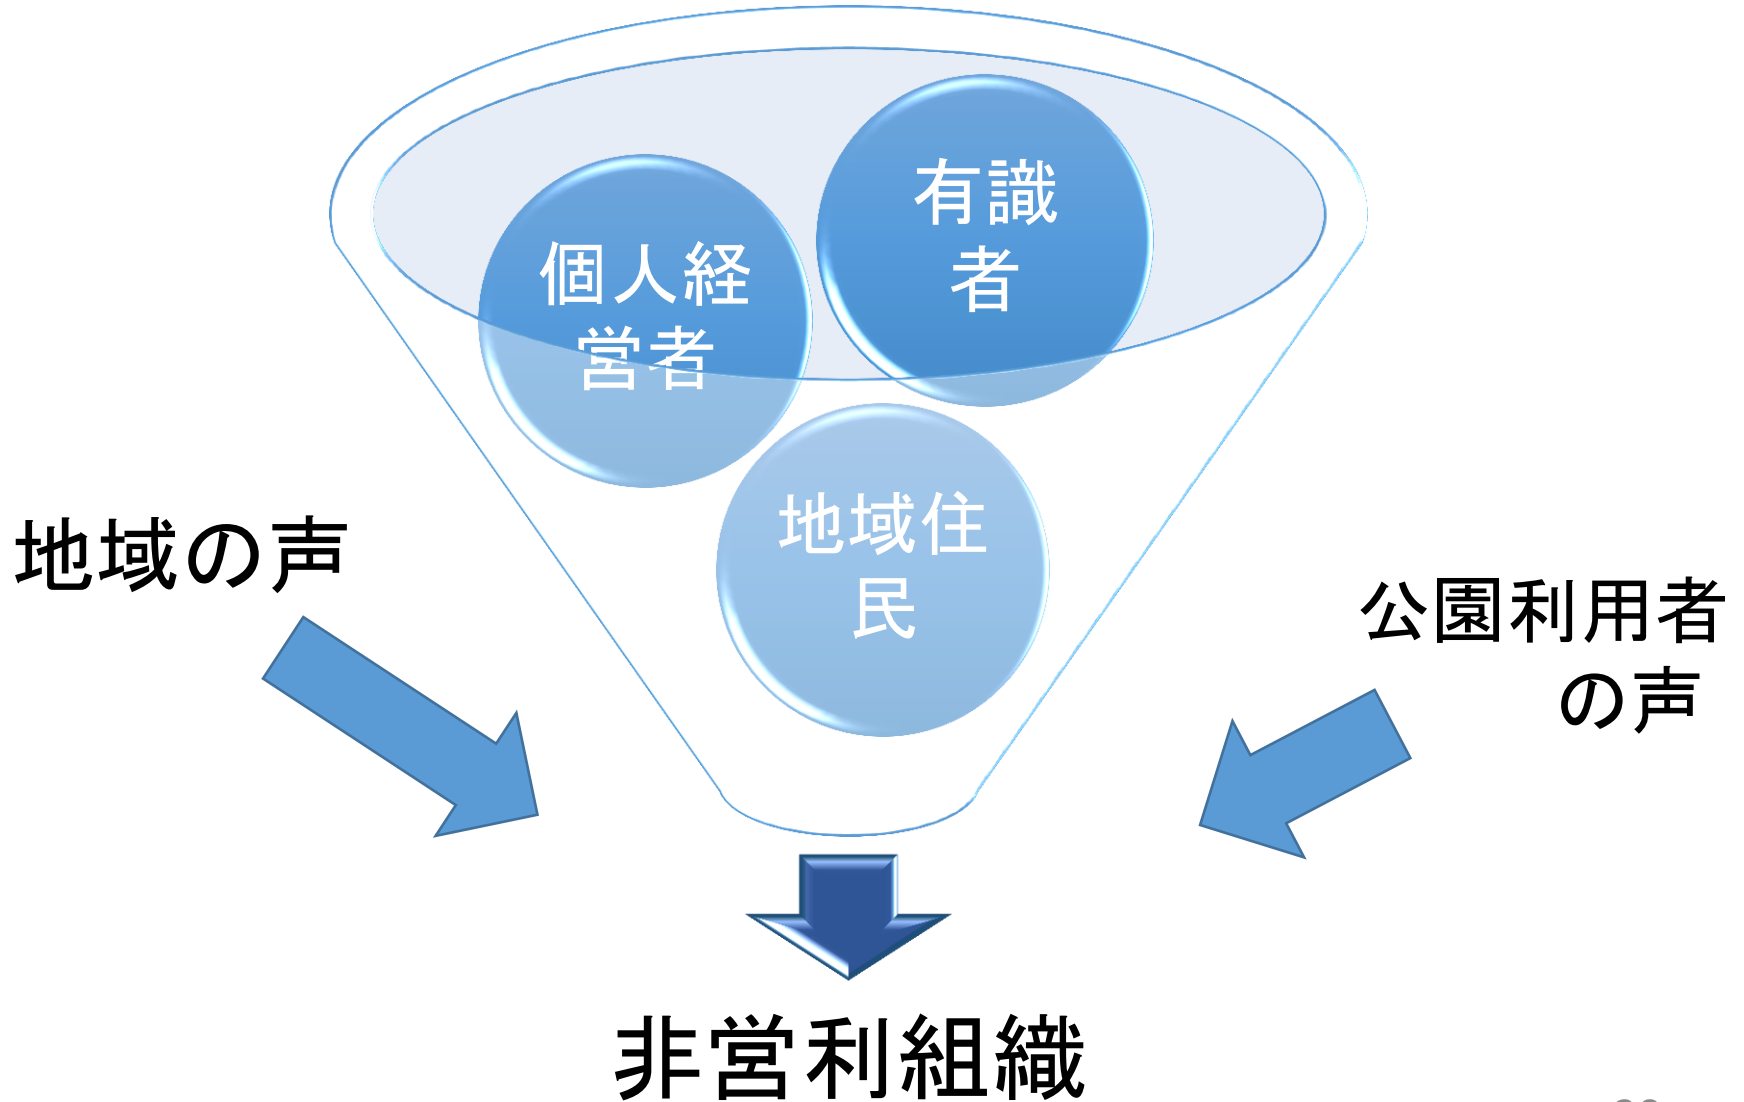 有識
者
個人経
営者
地域住
民
地域の声
公園利用者
の声
非営利組織